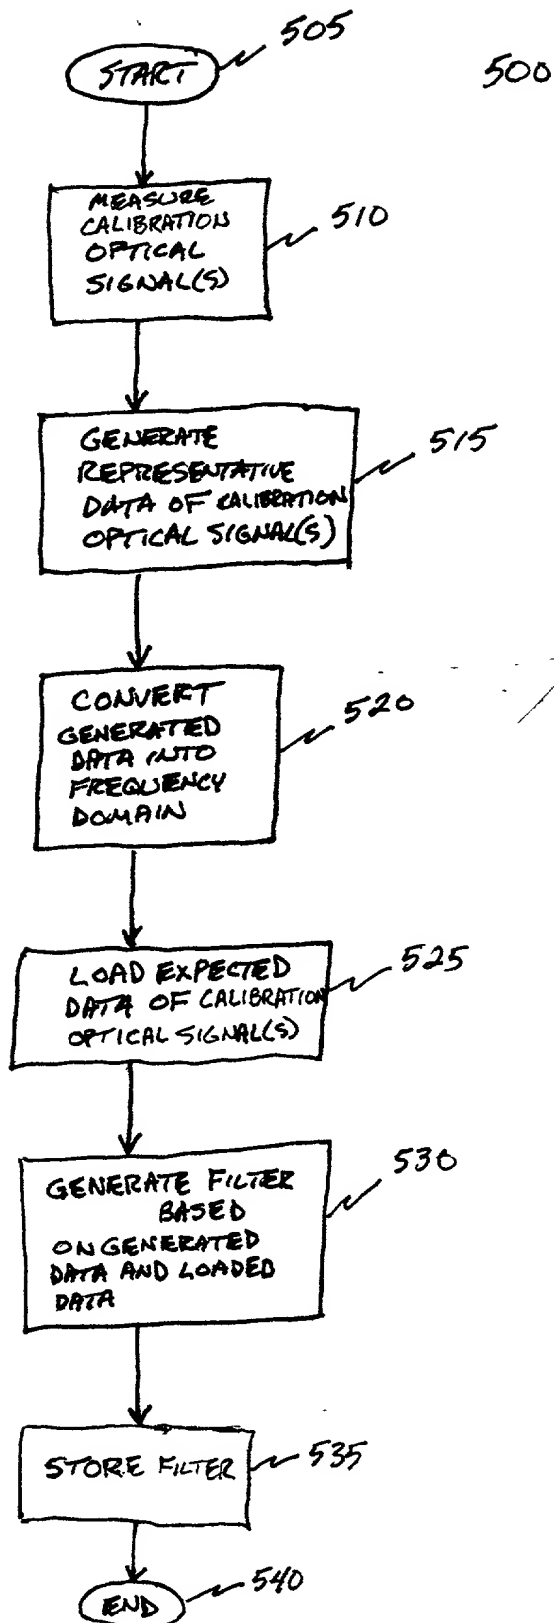 505
START
500
MEASURE
CALIBRATION
OPTICAL
SIGNAL(S)
510
GENERATE
REPRESENTATIVE
DATA OF CALIBRATION
OPTICAL SIGNAL(S)
515
CONVERT
GENERATED
DATA INTO
FREQUENCY
DOMAIN
520
LOAD EXPECTED
DATA OF CALIBRATION
OPTICAL SIGNAL(S)
525
GENERATE FILTER
BASED
ON GENERATED
DATA AND LOADED
DATA
530
STORE FILTER
535
END
540